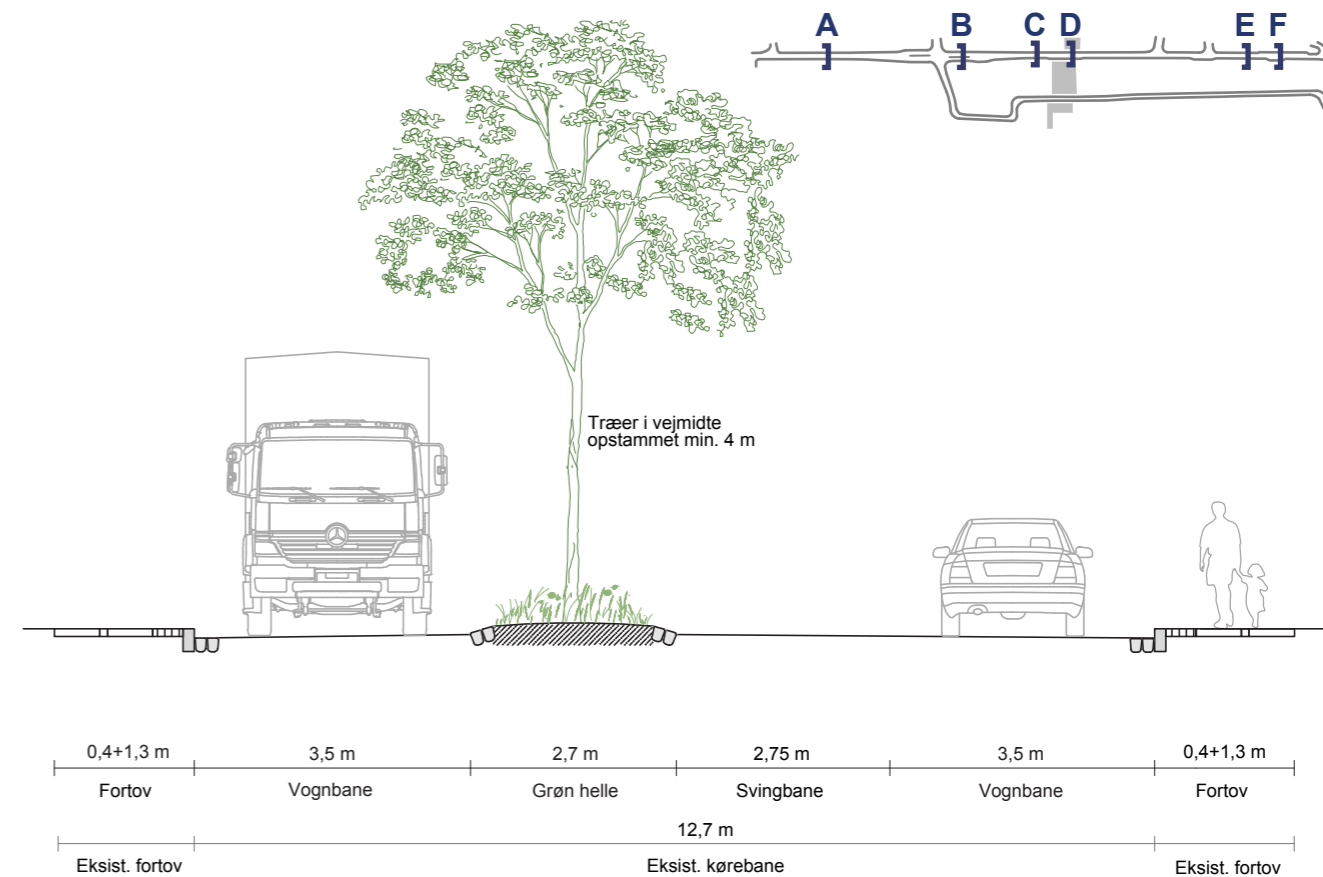 A B C D E F
Træer i vejmidte
opstammet min. 4 m
0,4+1,3 m 3,5 m 2,7 m 2,75 m 3,5 m 0,4+1,3 m
Fortov Vognbane Grøn helle Svingbane Vognbane Fortov
12,7 m
Eksist. fortov Eksist. kørebane Eksist. fortov